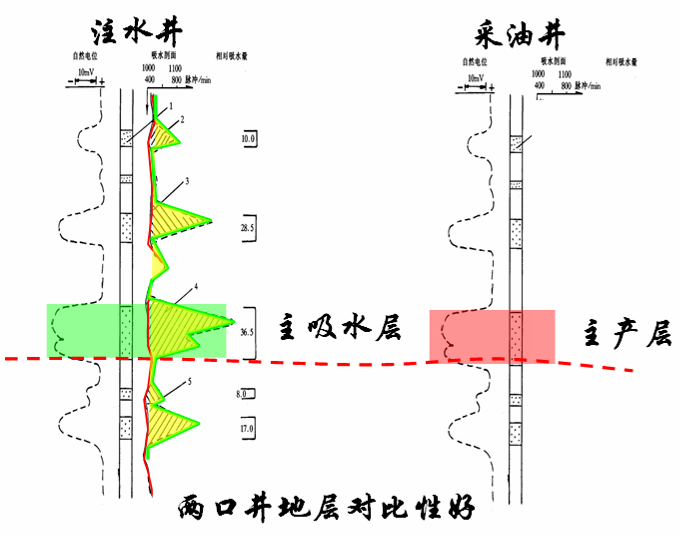 注水井
采油井
自然电位
吸水剖面
相对吸水量
— 10mV +
1000 1100
400 800 脉冲/min
自然电位
吸水剖面
相对吸水量
— 10mV +
1000 1100
400 800 脉冲/min
1
2
10.0
3
28.5
4
36.5
主吸水层
主产层
5
8.0
17.0
两口井地层对比性好